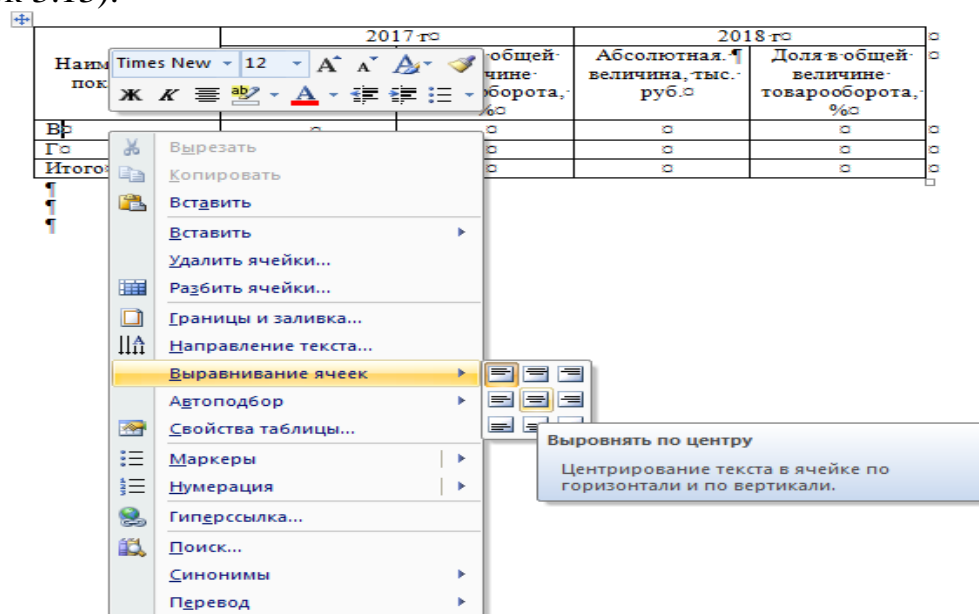 к 3.13).
2017 г¤ 2018 г¤ ¤
Наим
пок
общей
чине
оборота,
%¤
Абсолютная. ¶
величина, тыс.
руб.¤
Доля в общей
величине
товарооборота,
%¤
¤
Times New 12
Ж К
В¤ ¤ ¤ ¤ ¤ ¤
Г¤ ¤ ¤ ¤ ¤
Итого¤ ¤ ¤ ¤ ¤
¶
¶
¶
Вырезать
Копировать
Вставить
Вставить
Удалить ячейки...
Разбить ячейки...
Границы и заливка...
Направление текста...
Выравнивание ячеек
Автоподбор
Свойства таблицы...
Маркеры
Нумерация
Гиперссылка...
Поиск...
Синонимы
Перевод
Выровнять по центру
Центрирование текста в ячейке по
горизонтали и по вертикали.